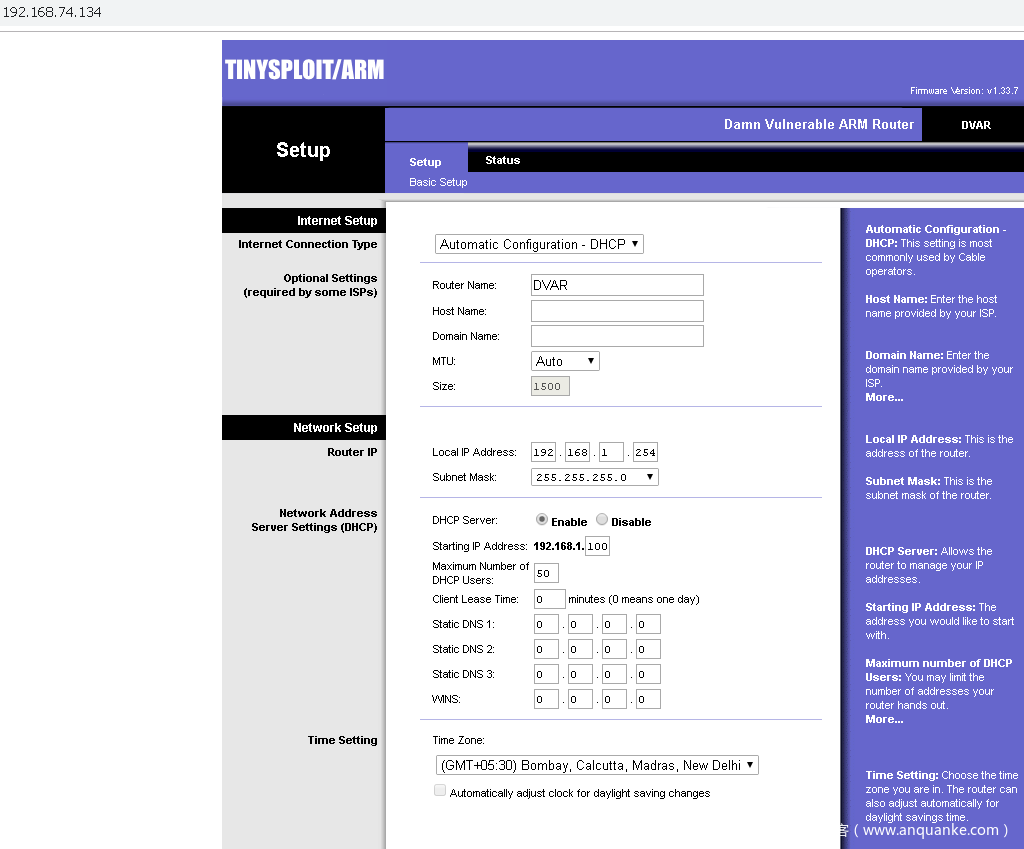 192.168.74.134
TINYSPLOIT/ARM
Firmware Version: v1.33.7
Damn Vulnerable ARM Router
DVAR
Setup
Setup
Status
Basic Setup
Internet Setup
Internet Connection Type
Automatic Configuration - DHCP
Optional Settings
(required by some ISPs)
Router Name: DVAR
Host Name:
Domain Name:
MTU: Auto
Size: 1500
Network Setup
Router IP
Local IP Address: 192 . 168 . 1 . 254
Subnet Mask: 255.255.255.0
Network Address
Server Settings (DHCP)
DHCP Server: Enable Disable
Starting IP Address: 192.168.1. 100
Maximum Number of
DHCP Users: 50
Client Lease Time: 0 minutes (0 means one day)
Static DNS 1: 0 . 0 . 0 . 0
Static DNS 2: 0 . 0 . 0 . 0
Static DNS 3: 0 . 0 . 0 . 0
WINS: 0 . 0 . 0 . 0
Time Setting
Time Zone:
(GMT+05:30) Bombay, Calcutta, Madras, New Delhi
Automatically adjust clock for daylight saving changes
Automatic Configuration -
DHCP: This setting is most
commonly used by Cable
operators.
Host Name: Enter the host
name provided by your ISP.
Domain Name: Enter the
domain name provided by your
ISP.
More...
Local IP Address: This is the
address of the router.
Subnet Mask: This is the
subnet mask of the router.
DHCP Server: Allows the
router to manage your IP
addresses.
Starting IP Address: The
address you would like to start
with.
Maximum number of DHCP
Users: You may limit the
number of addresses your
router hands out.
More...
Time Setting: Choose the time
zone you are in. The router can
also adjust automatically for
daylight savings time.
客 ( www.anquanke.com )